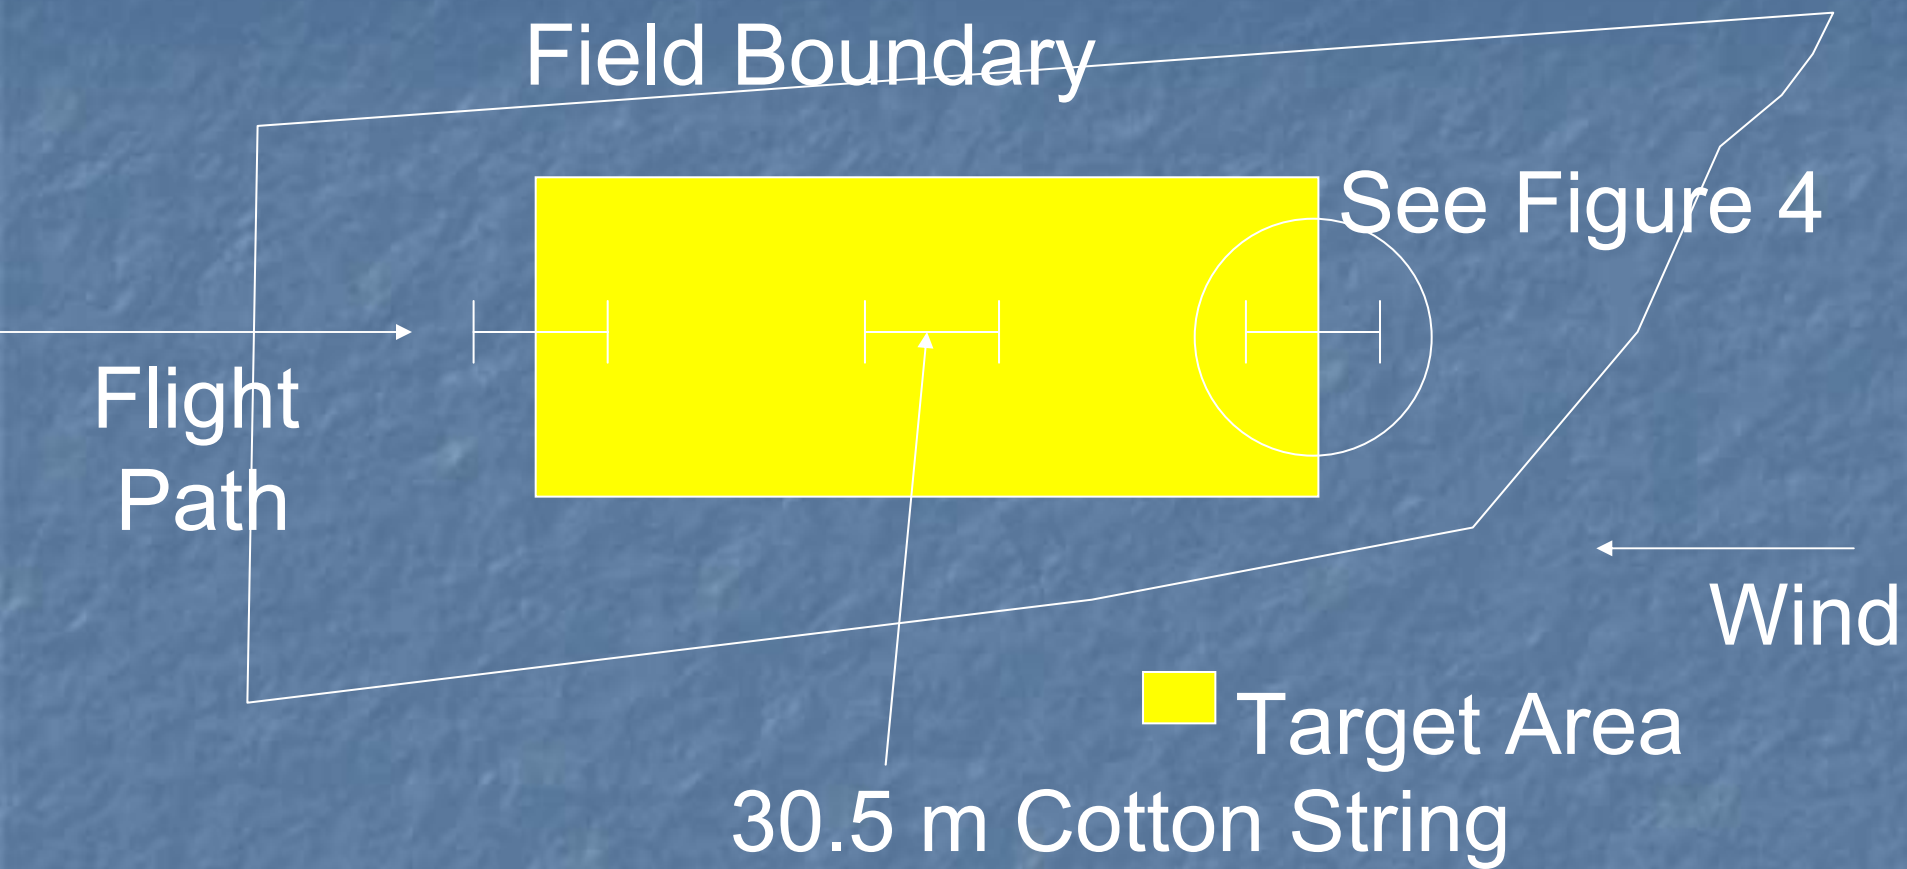 Field Boundary
See Figure 4
Flight
Path
Wind
Target Area
30.5 m Cotton String